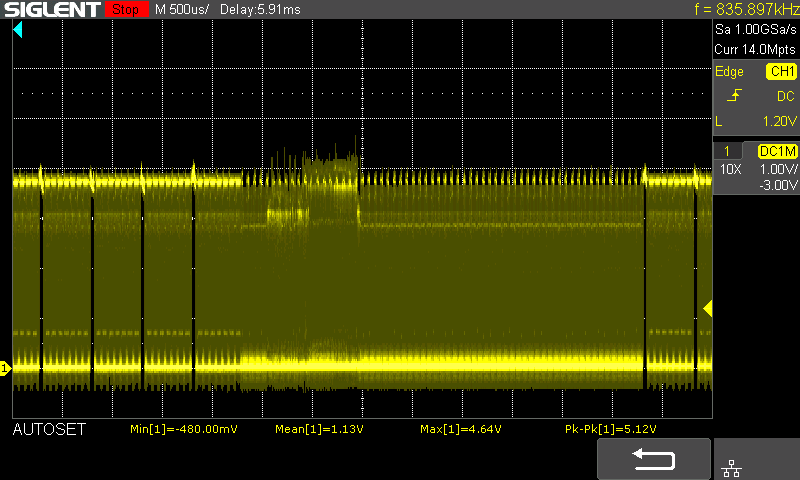 SIGLENT Stop M 500us/ Delay:5.91ms f = 835.897kHz
Sa 1.00GSa/s
Curr 14.0Mpts
Edge CH1
DC
L 1.20V
1 DC1M
10X 1.00V/
-3.00V
1
AUTOSET Min[1]=-480.00mV Mean[1]=1.13V Max[1]=4.64V Pk-Pk[1]=5.12V